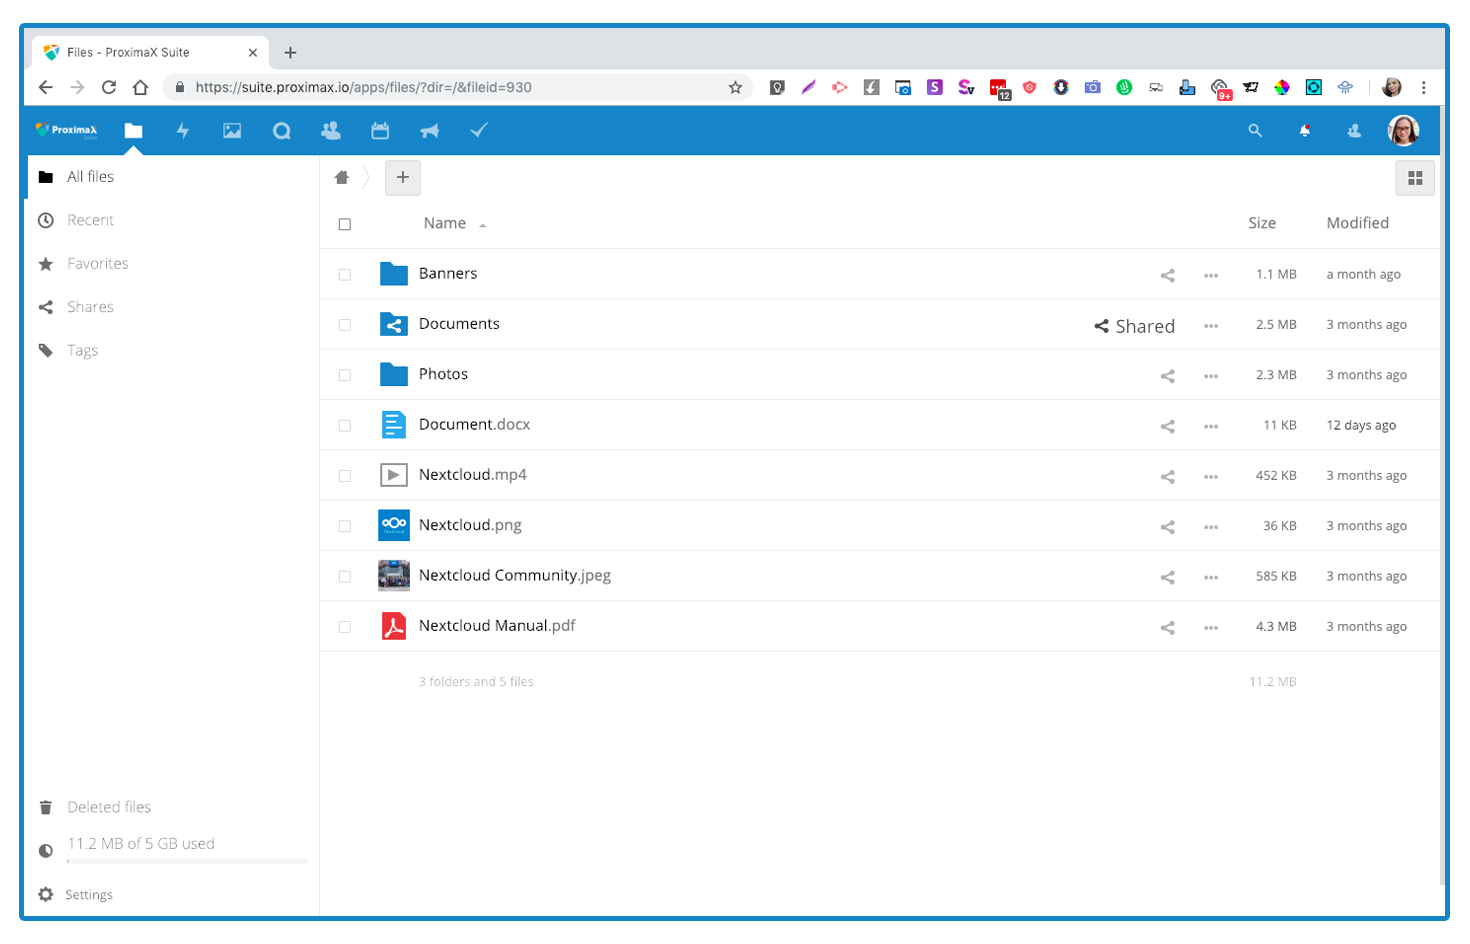 Files - ProximaX Suite
https://suite.proximax.io/apps/files/?dir=/&fileid=930
S
Sv
12
9+
ProximaX
Suite
All files
Recent
Favorites
Shares
Tags
Name Size Modified
Banners 1.1 MB a month ago
Documents Shared 2.5 MB 3 months ago
Photos 2.3 MB 3 months ago
Document.docx 11 KB 12 days ago
Nextcloud.mp4 452 KB 3 months ago
Nextcloud.png 36 KB 3 months ago
Nextcloud Community.jpeg 585 KB 3 months ago
Nextcloud Manual.pdf 4.3 MB 3 months ago
3 folders and 5 files 11.2 MB
Deleted files
11.2 MB of 5 GB used
Settings